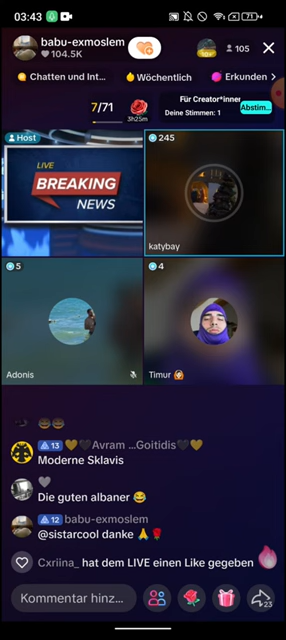 03:43
71
babu-exmoslem
104.5K
105
Chatten und Int...
Wöchentlich
Erkunden
7/71
3h25m
Für Creator*innen
Deine Stimmen: 1
Abstim...
Host
LIVE
BREAKING
NEWS
245
katybay
5
Adonis
4
Timur
13 Avram ...Goitidis
Moderne Sklavis
Die guten albaner
12 babu-exmoslem
@sistarcool danke
Cxriina_ hat dem LIVE einen Like gegeben
Kommentar hinz...
23